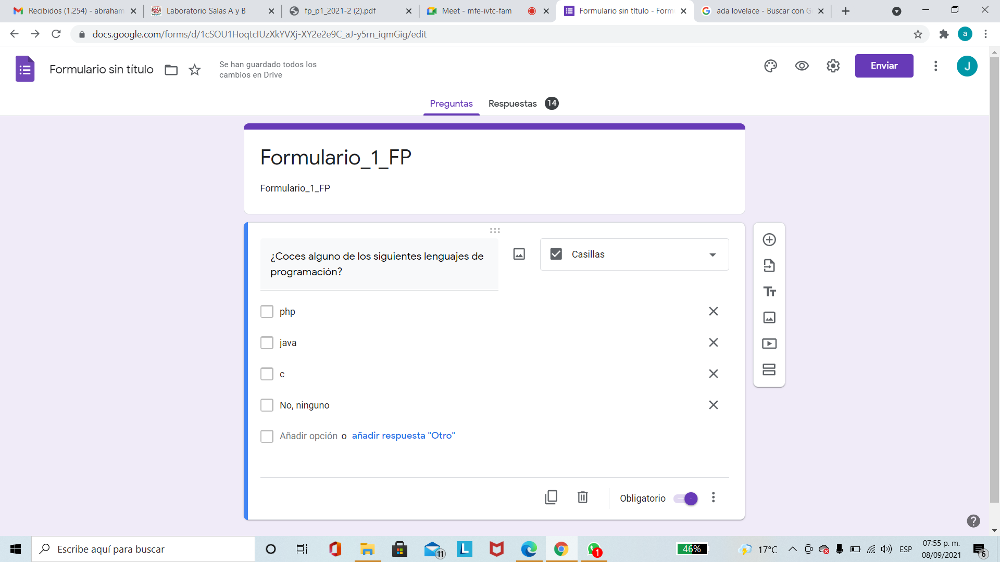 Recibidos (1.254) - abraham
Laboratorio Salas A y B
fp_p1_2021-2 (2).pdf
Meet - mfe-ivtc-fam
Formulario sin título - Form
ada lovelace - Buscar con G
docs.google.com/forms/d/1cSOU1HoqtcIUzXkYVXj-XY2e2e9C_aJ-y5rn_iqmGig/edit
a
Formulario sin título
Se han guardado todos los
cambios en Drive
Enviar
J
Preguntas
Respuestas
14
Formulario_1_FP
Formulario_1_FP
¿Coces alguno de los siguientes lenguajes de
programación?
Casillas
php
java
c
No, ninguno
Añadir opción o añadir respuesta "Otro"
Obligatorio
Escribe aquí para buscar
11
1
46%
17°C
ESP
07:55 p. m.
08/09/2021
6